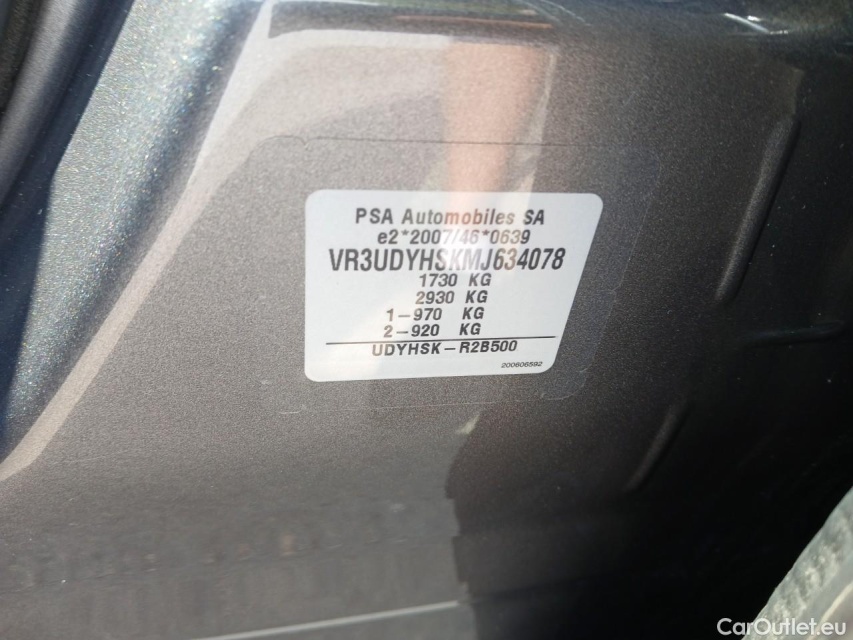 PSA Automobiles SA
e2*2007/46*0639
VR3UDYHSKMJ634078
1730 KG
2930 KG
1-970 KG
2-920 KG
UDYHSK-R2B500
200606592
CarOutlet.eu